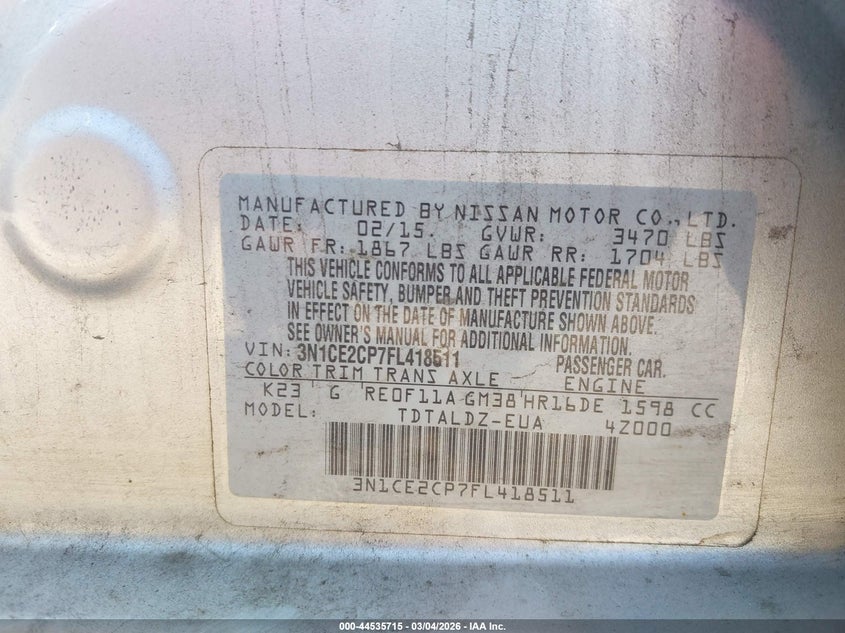 MANUFACTURED BY NISSAN MOTOR CO., LTD.
DATE: 02/15. GVWR: 3470 LBS
GAWR FR: 1867 LBS GAWR RR: 1704 LBS
THIS VEHICLE CONFORMS TO ALL APPLICABLE FEDERAL MOTOR
VEHICLE SAFETY, BUMPER AND THEFT PREVENTION STANDARDS
IN EFFECT ON THE DATE OF MANUFACTURE SHOWN ABOVE.
SEE OWNER'S MANUAL FOR ADDITIONAL INFORMATION.
VIN: 3N1CE2CP7FL418511 PASSENGER CAR.
COLOR TRIM TRANS AXLE ENGINE
K23 G RE0F11A GM38 HR16DE 1598 CC
MODEL: TDTALDZ-EUA 4Z000
3N1CE2CP7FL418511
000-44535715 - 03/04/2026 - IAA Inc.